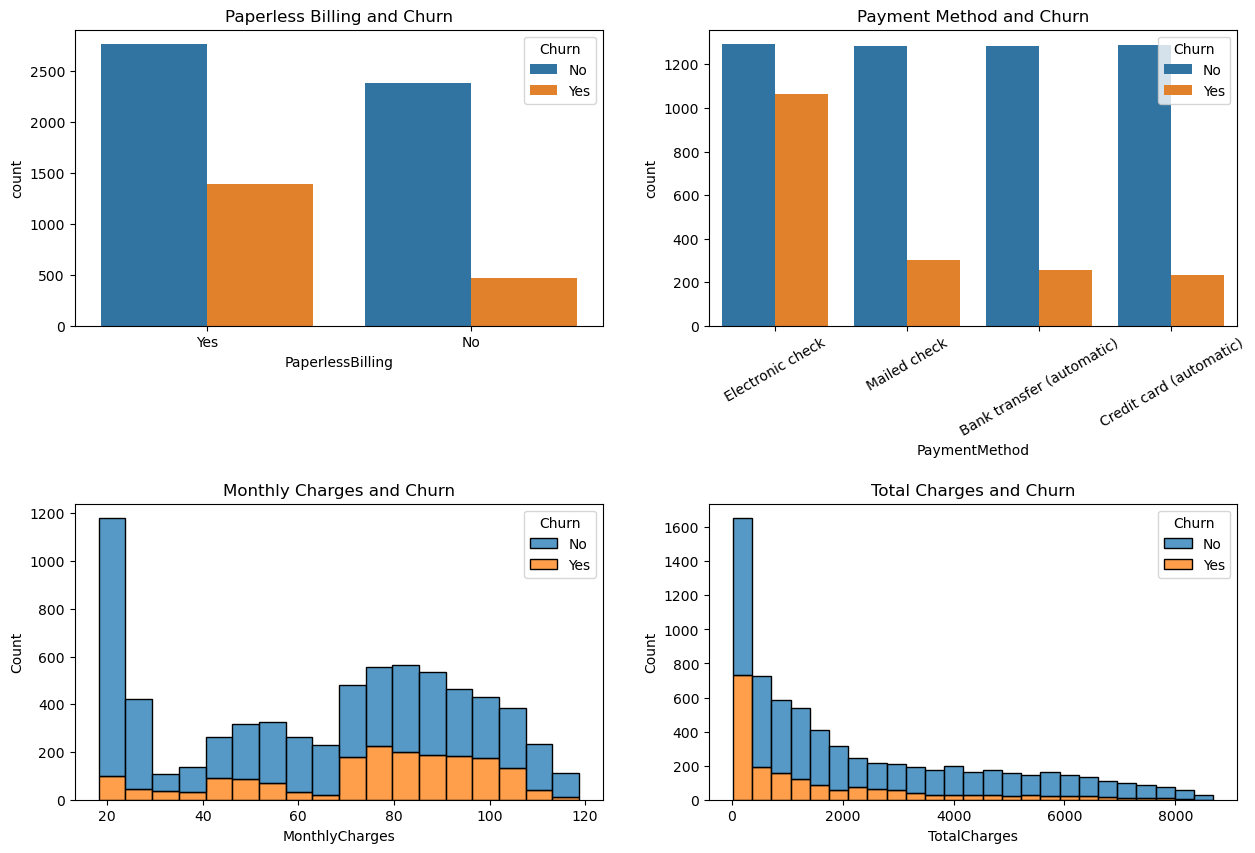 Paperless Billing and Churn
Churn
No
Yes
2500
2000
1500
1000
500
0
count
Yes
No
PaperlessBilling
Payment Method and Churn
Churn
No
Yes
1200
1000
800
600
400
200
0
count
Electronic check
Mailed check
Bank transfer (automatic)
Credit card (automatic)
PaymentMethod
Monthly Charges and Churn
Churn
No
Yes
1200
1000
800
600
400
200
0
Count
20
40
60
80
100
120
MonthlyCharges
Total Charges and Churn
Churn
No
Yes
1600
1400
1200
1000
800
600
400
200
0
Count
0
2000
4000
6000
8000
TotalCharges